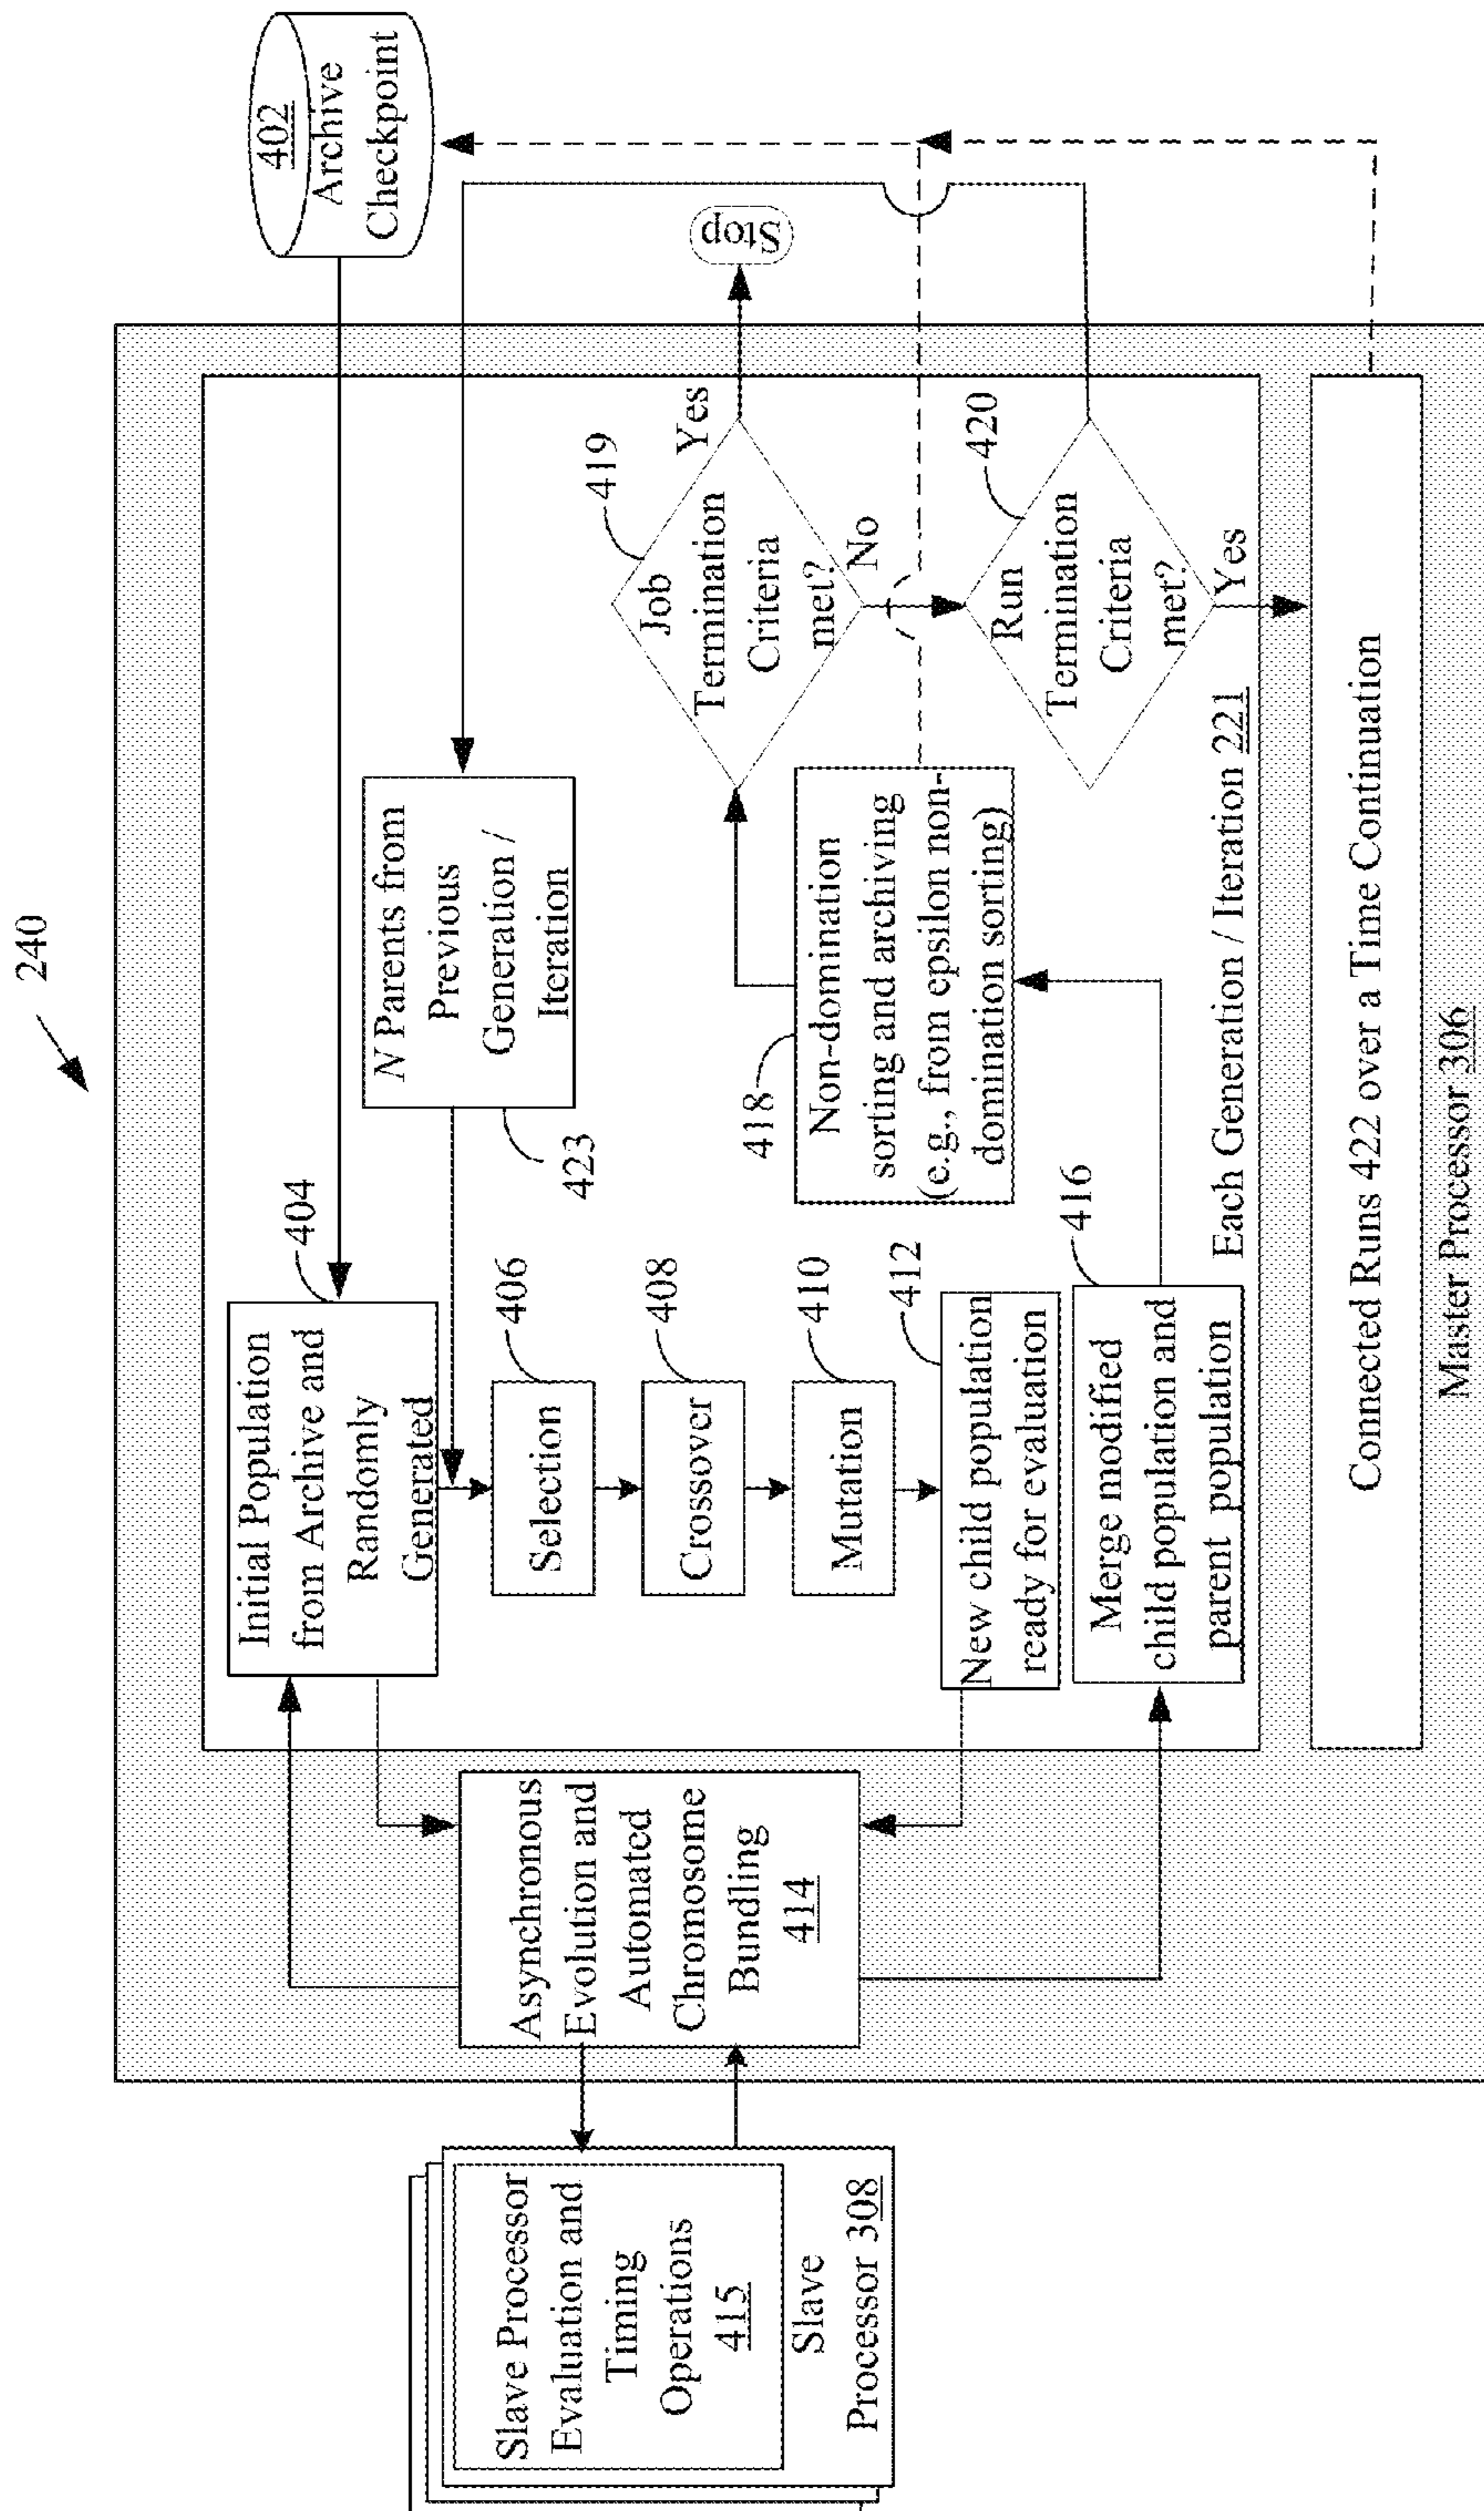 240
402
Archive
Checkpoint
404
Initial Population
from Archive and
Randomly
Generated
N Parents from
Previous
Generation /
Iteration
423
406
Selection
408
Crossover
410
Mutation
412
New child population
ready for evaluation
416
Merge modified
child population and
parent population
418
Non-domination
sorting and archiving
(e.g., from epsilon non-
domination sorting)
419
Job
Termination
Criteria
met?
Yes
Stop
No
420
Run
Termination
Criteria
met?
Yes
Each Generation / Iteration 221
Connected Runs 422 over a Time Continuation
Master Processor 306
Asynchronous
Evolution and
Automated
Chromosome
Bundling
414
Slave Processor
Evaluation and
Timing
Operations
415
Slave
Processor 308